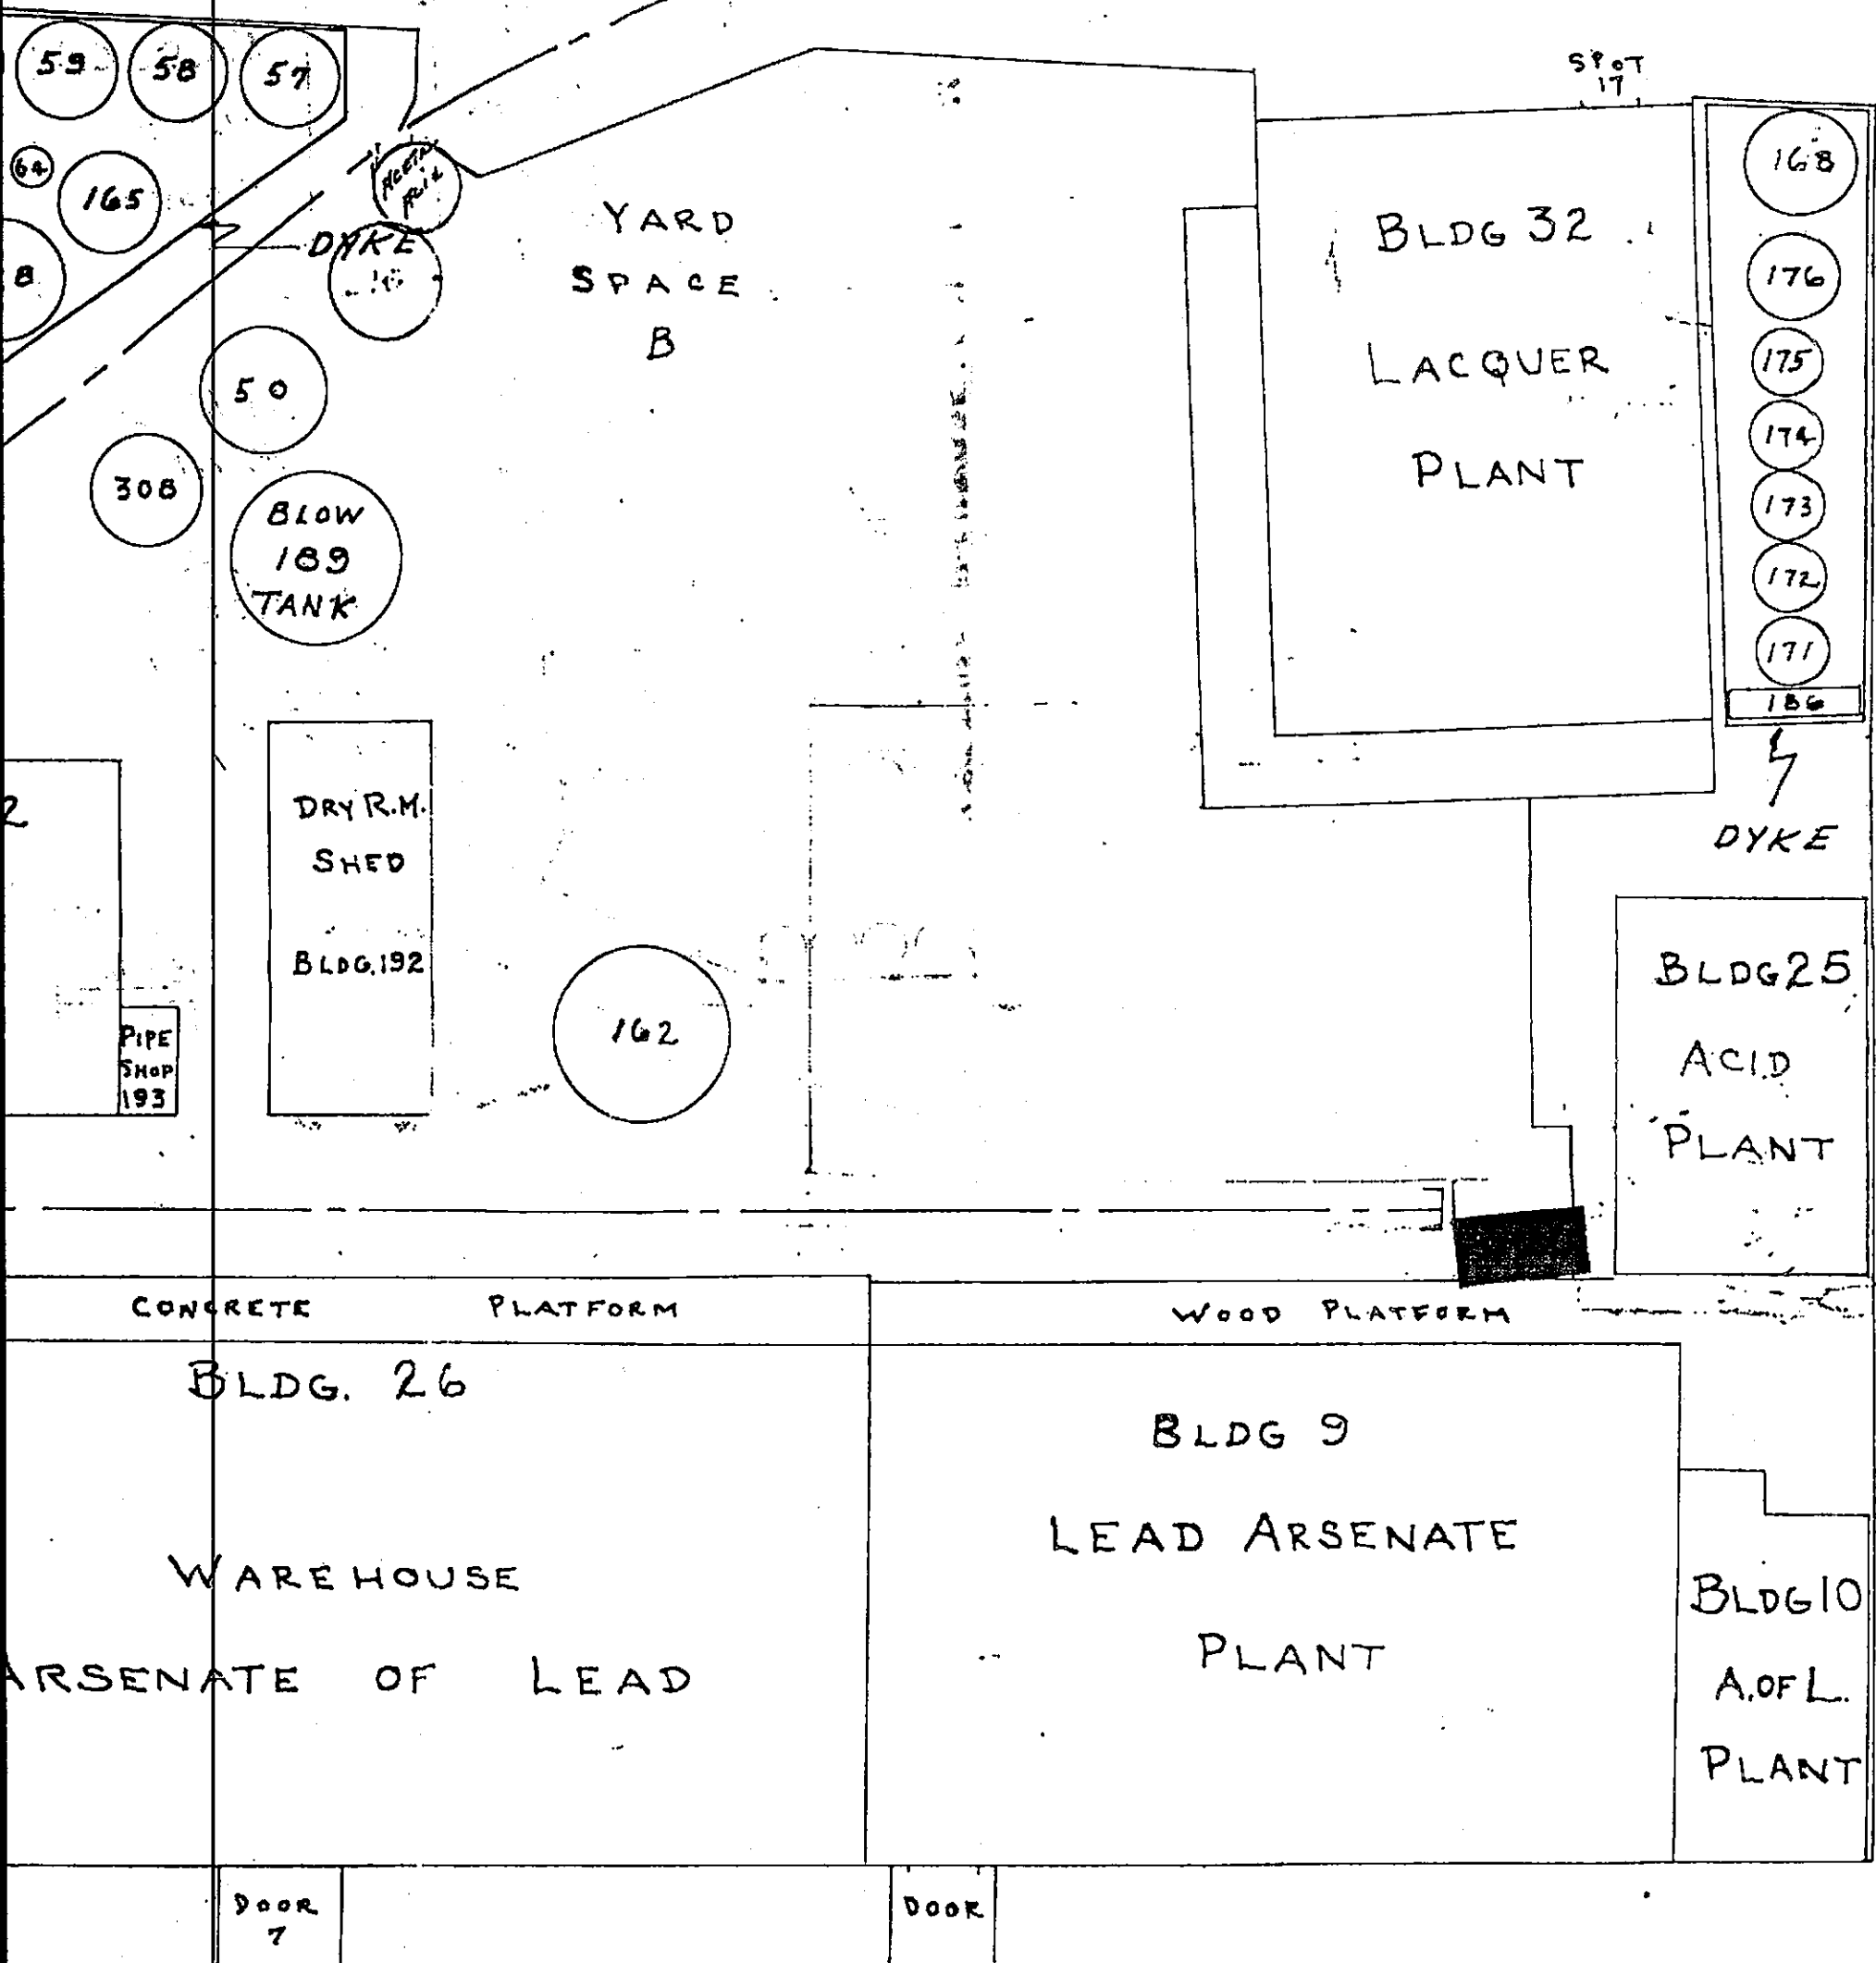 59
58
57
SPOT
17
64
165
8
DYKE
50
308
BLOW
189
TANK
YARD
SPACE
B
BLDG 32
LACQUER
PLANT
168
176
175
174
173
172
171
186
DYKE
2
PIPE
SHOP
193
DRY R.M.
SHED
BLDG. 192
162
BLDG 25
ACID
PLANT
CONCRETE PLATFORM
WOOD PLATFORM
BLDG. 26
WAREHOUSE
ARSENATE OF LEAD
BLDG 9
LEAD ARSENATE
PLANT
BLDG 10
A. OF L.
PLANT
DOOR
7
DOOR